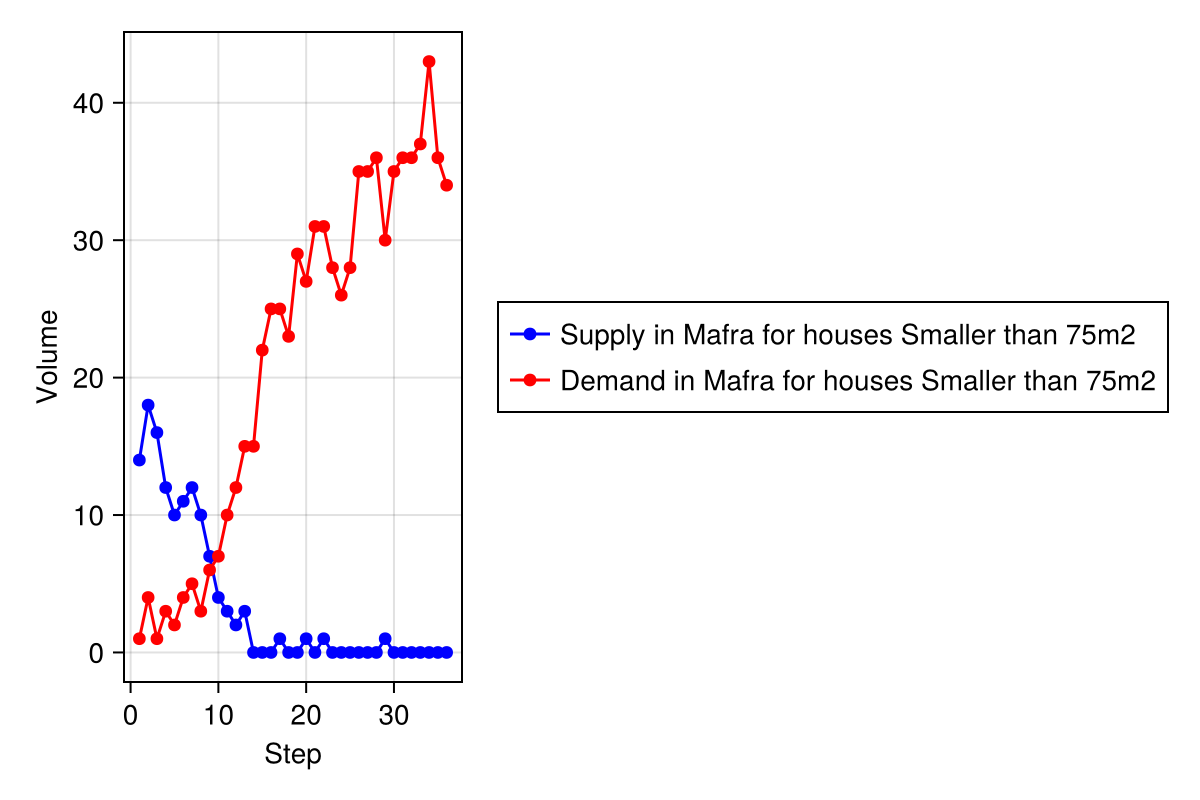 40
30
20
10
0
Volume
0 10 20 30
Step
Supply in Mafra for houses Smaller than 75m2
Demand in Mafra for houses Smaller than 75m2